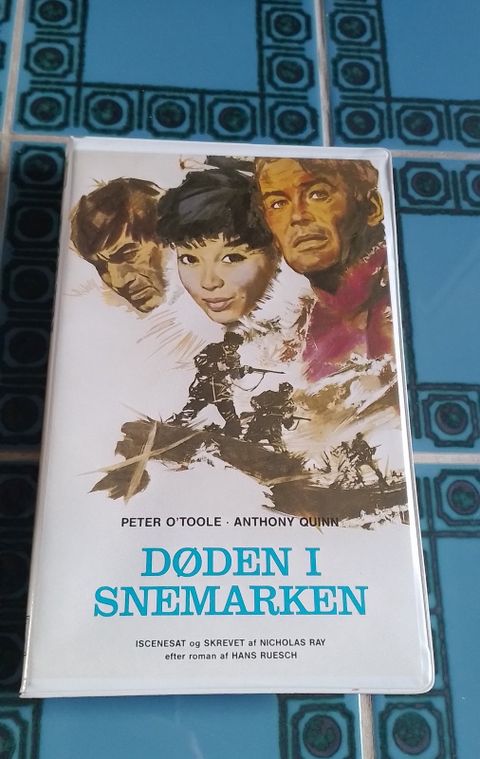 PETER O'TOOLE · ANTHONY QUINN
DØDEN I
SNEMARKEN
ISCENESAT og SKREVET af NICHOLAS RAY
efter roman af HANS RUESCH